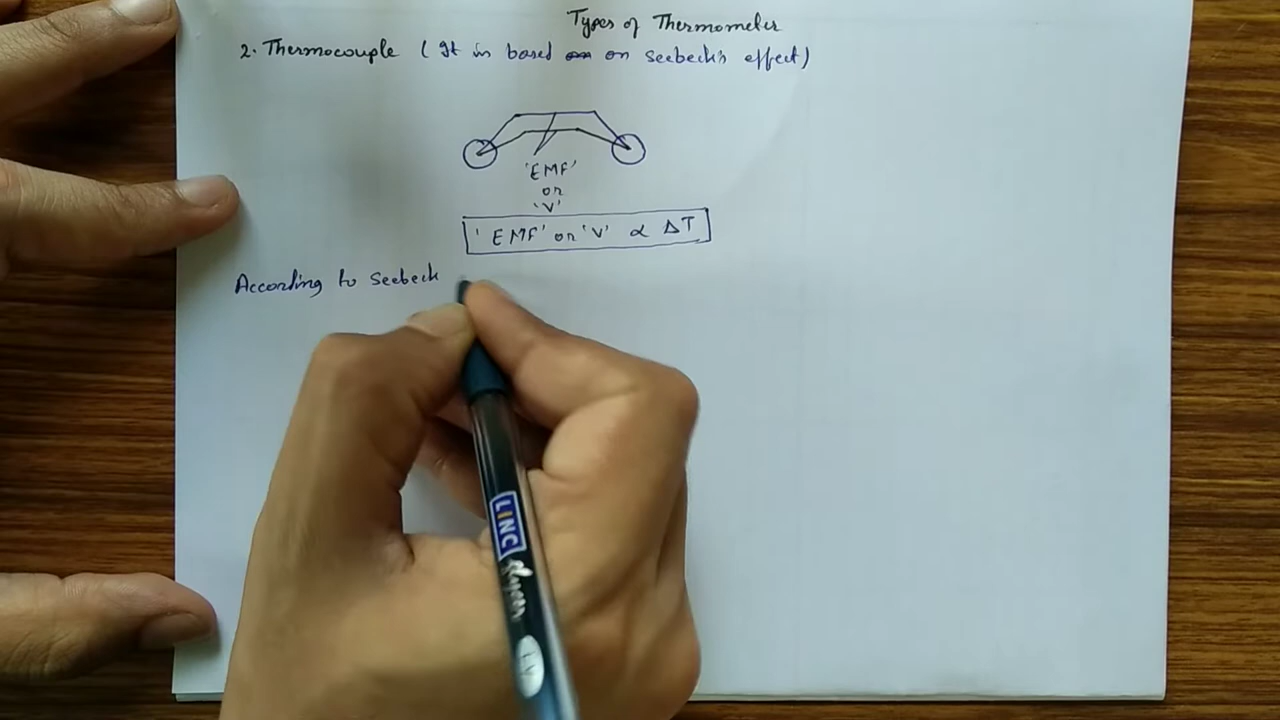 Types of Thermometer
2. Thermocouple ( It is based on on Seebeck's effect)
'EMF'
or
'V'
'EMF' or 'V' ∝ ΔT
According to Seebeck
LINC